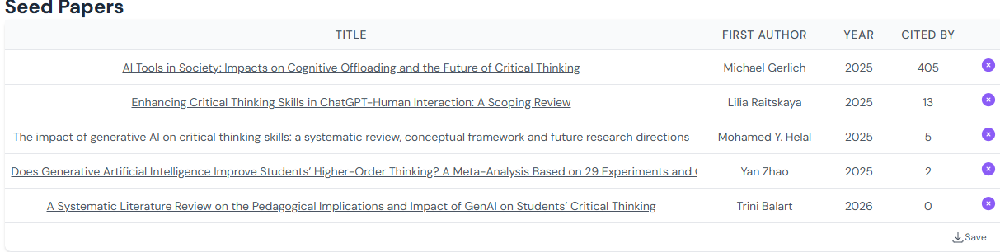 Seed Papers
TITLE FIRST AUTHOR YEAR CITED BY
AI Tools in Society: Impacts on Cognitive Offloading and the Future of Critical Thinking Michael Gerlich 2025 405
Enhancing Critical Thinking Skills in ChatGPT-Human Interaction: A Scoping Review Lilia Raitskaya 2025 13
The impact of generative AI on critical thinking skills: a systematic review, conceptual framework and future research directions Mohamed Y. Helal 2025 5
Does Generative Artificial Intelligence Improve Students’ Higher-Order Thinking? A Meta-Analysis Based on 29 Experiments and Yan Zhao 2025 2
A Systematic Literature Review on the Pedagogical Implications and Impact of GenAI on Students’ Critical Thinking Trini Balart 2026 0
Save